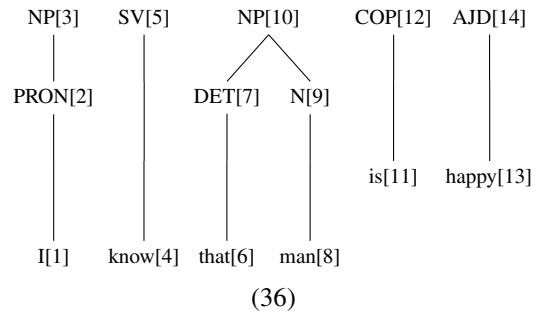 NP[3] SV[5] NP[10] COP[12] AJD[14]
PRON[2] DET[7] N[9]
is[11] happy[13]
I[1] know[4] that[6] man[8]
(36)